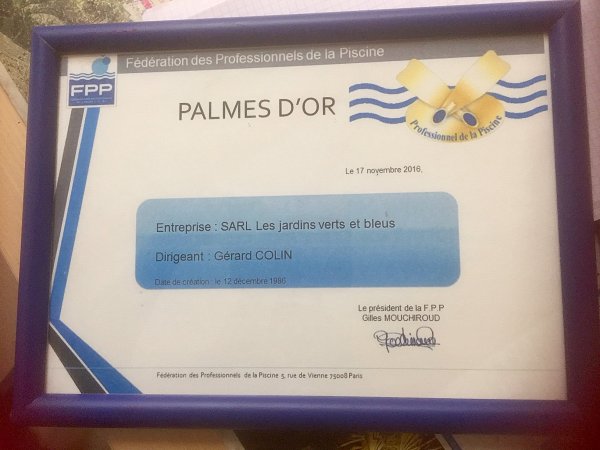 Fédération des Professionnels de la Piscine
FPP
PALMES D'OR
Professionnel de la Piscine
Le 17 novembre 2016,
Entreprise : SARL Les jardins verts et bleus
Dirigeant : Gérard COLIN
Date de création : le 12 décembre 1986
Le président de la F.P.P
Gilles MOUCHIROUD
Fédération des Professionnels de la Piscine 5, rue de Vienne 75008 Paris